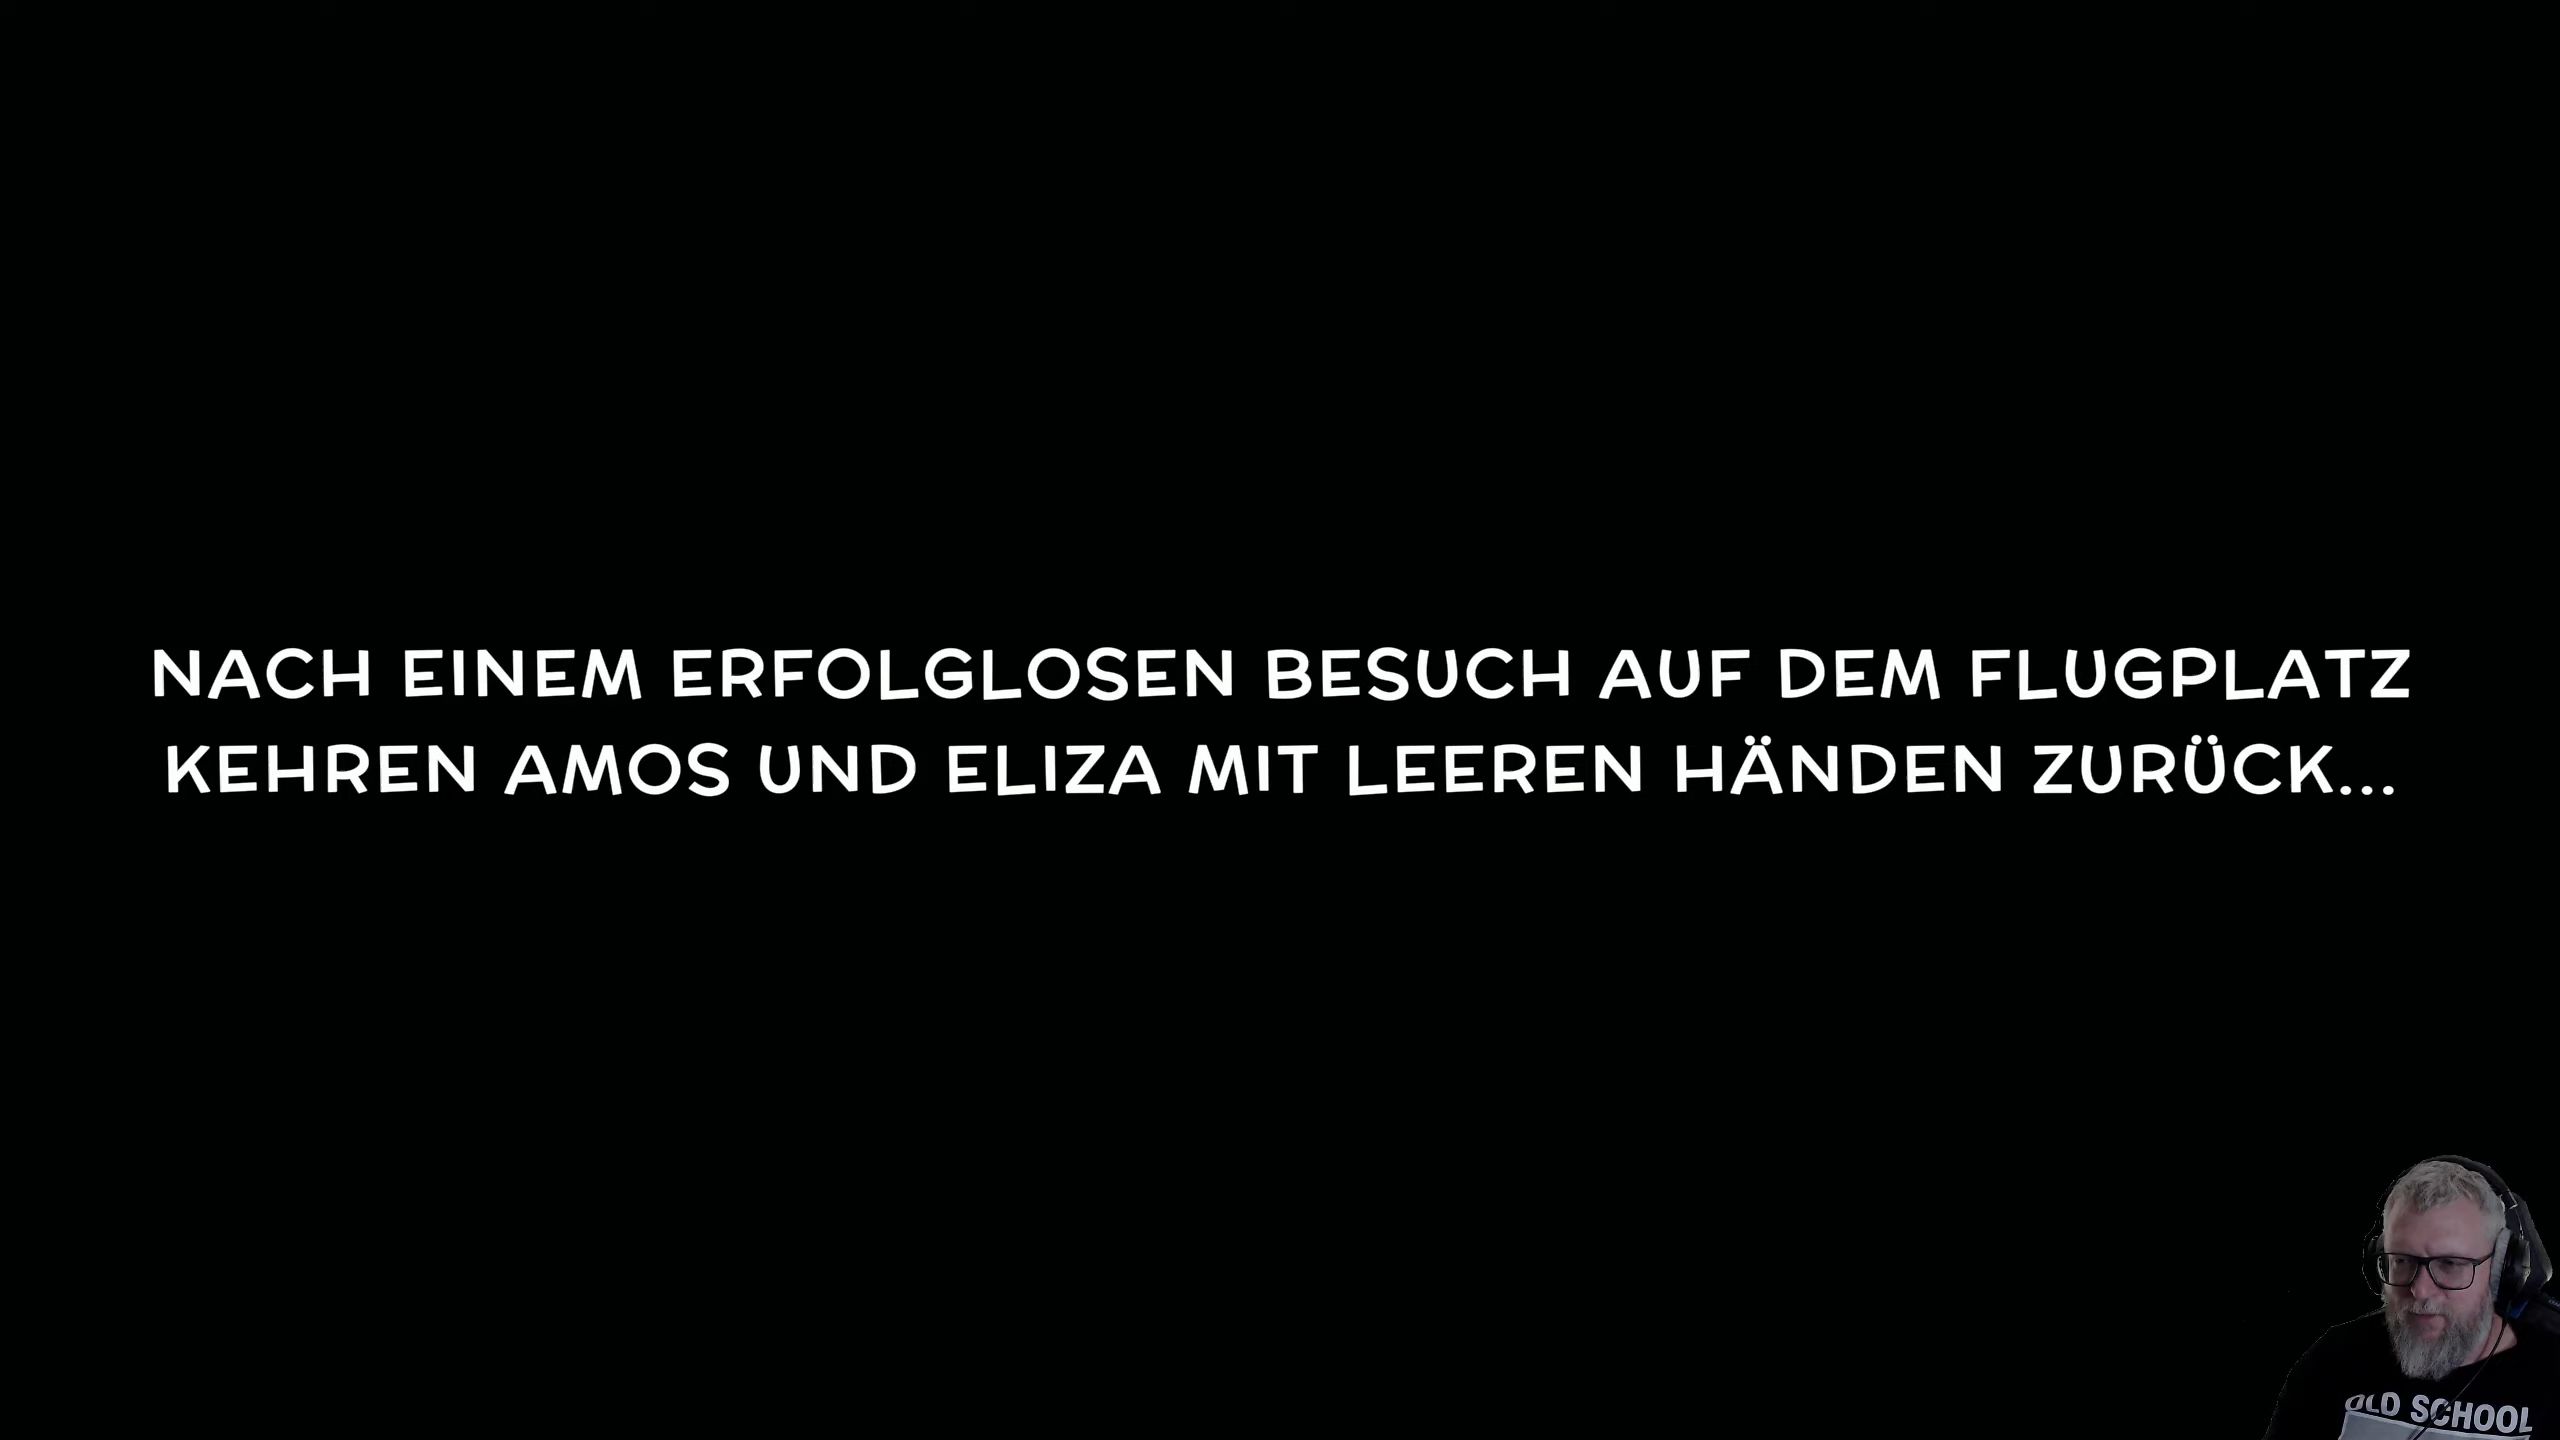 NACH EINEM ERFOLGLOSEN BESUCH AUF DEM FLUGPLATZ
KEHREN AMOS UND ELIZA MIT LEEREN HÄNDEN ZURÜCK...
OLD SCHOOL